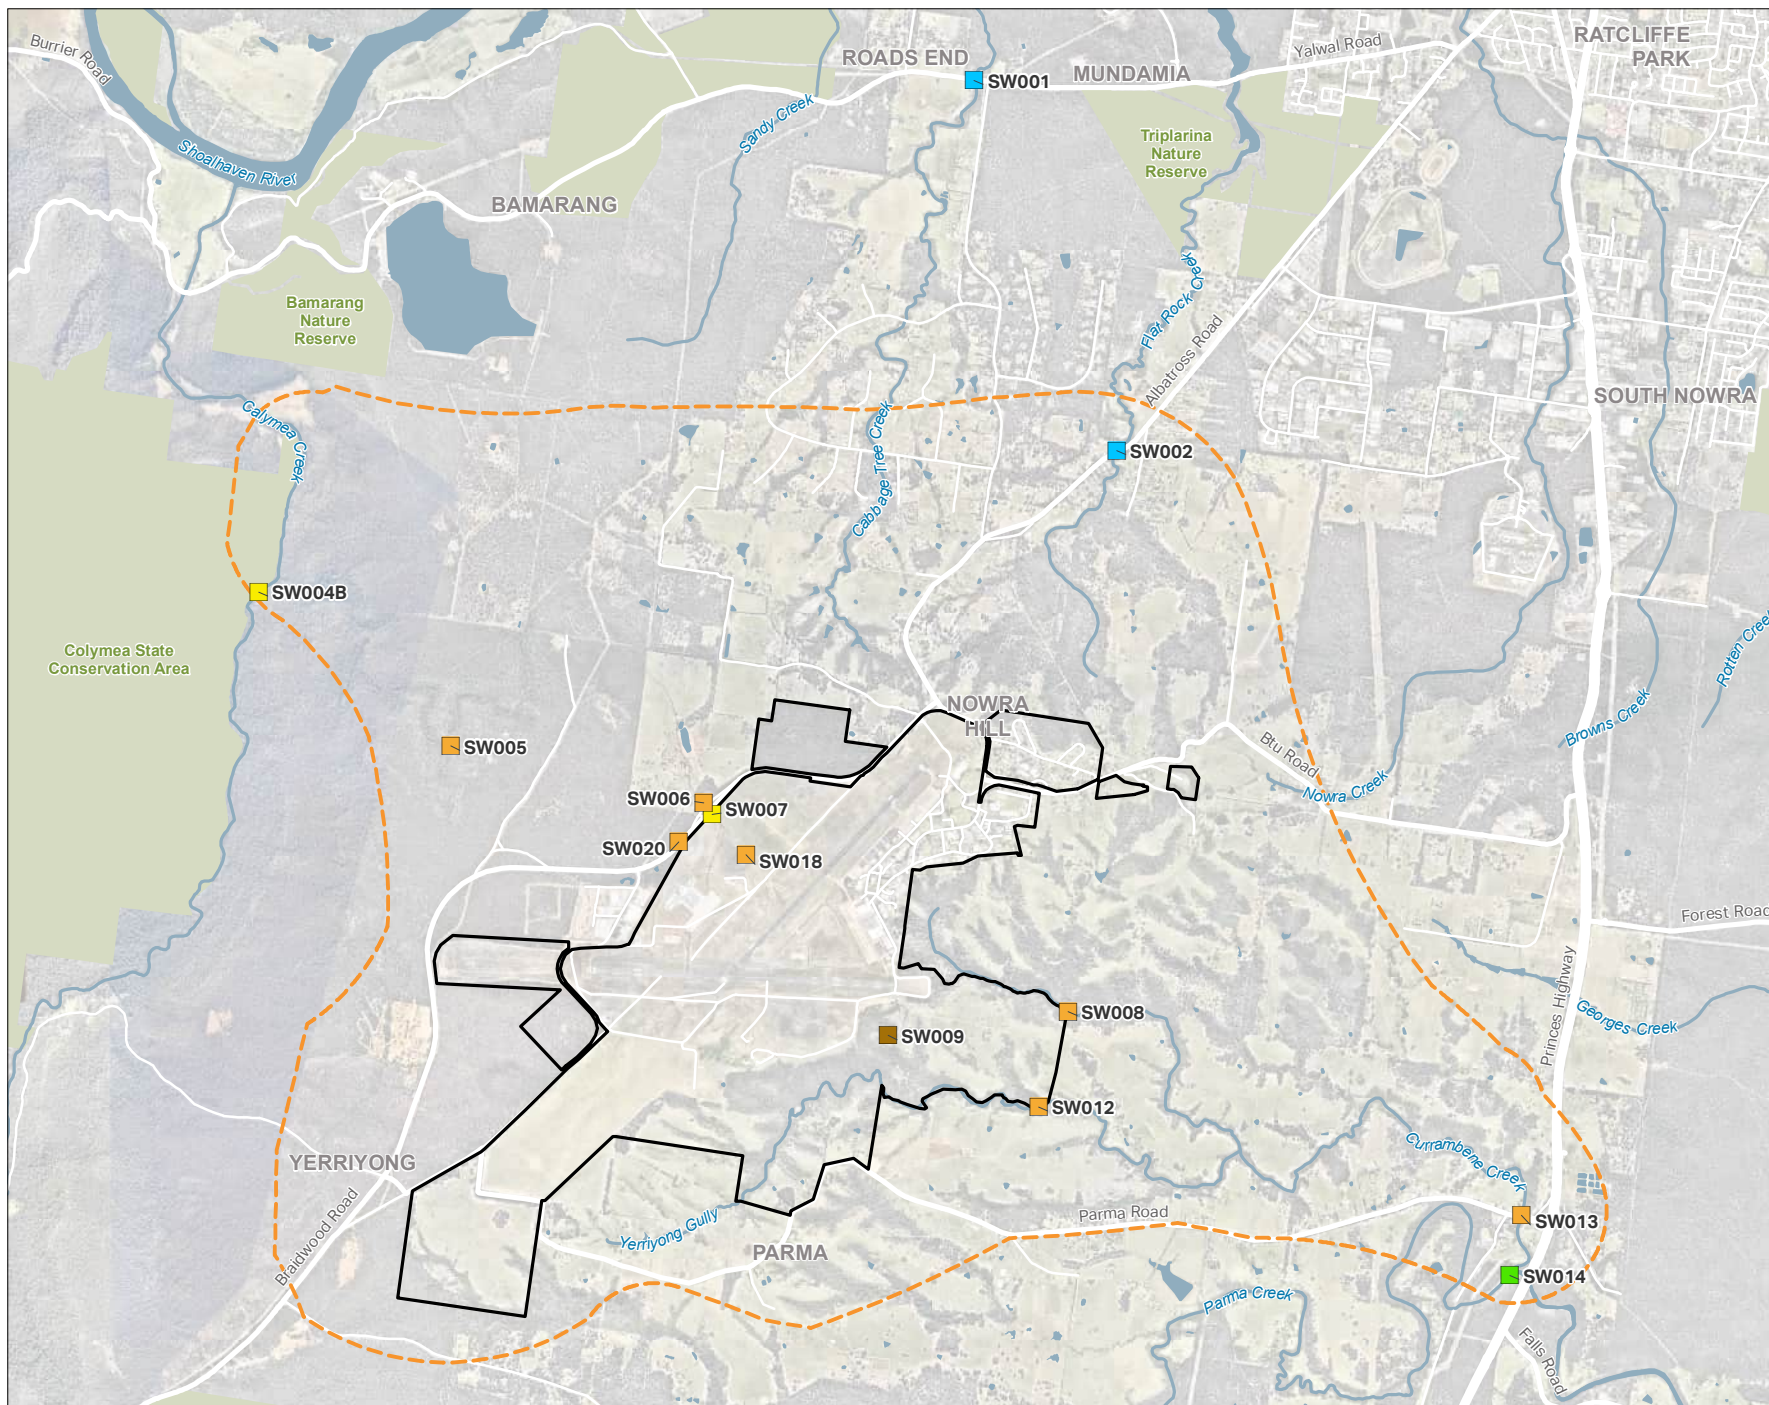 RATCLIFFE
PARK
Burrier Road
ROADS END
Yalwal Road
MUNDAMIA
SW001
Sandy Creek
Triplarina
Nature
Reserve
Shoalhaven River
BAMARANG
Bamarang
Nature
Reserve
Flat Rock Creek
Albatross Road
SOUTH NOWRA
Calymea Creek
Cabbage Tree Creek
SW002
SW004B
Colymea State
Conservation Area
Rotten Creek
NOWRA
HILL
Browns Creek
SW005
Btu Road
Nowra Creek
SW006
SW007
SW020
SW018
Forest Road
Princes Highway
Georges Creek
SW008
SW009
SW012
Currambene Creek
YERRIYONG
Braidwood Road
Yerriyong Gully
Parma Road
SW013
PARMA
SW014
Parma Creek
Falls Road